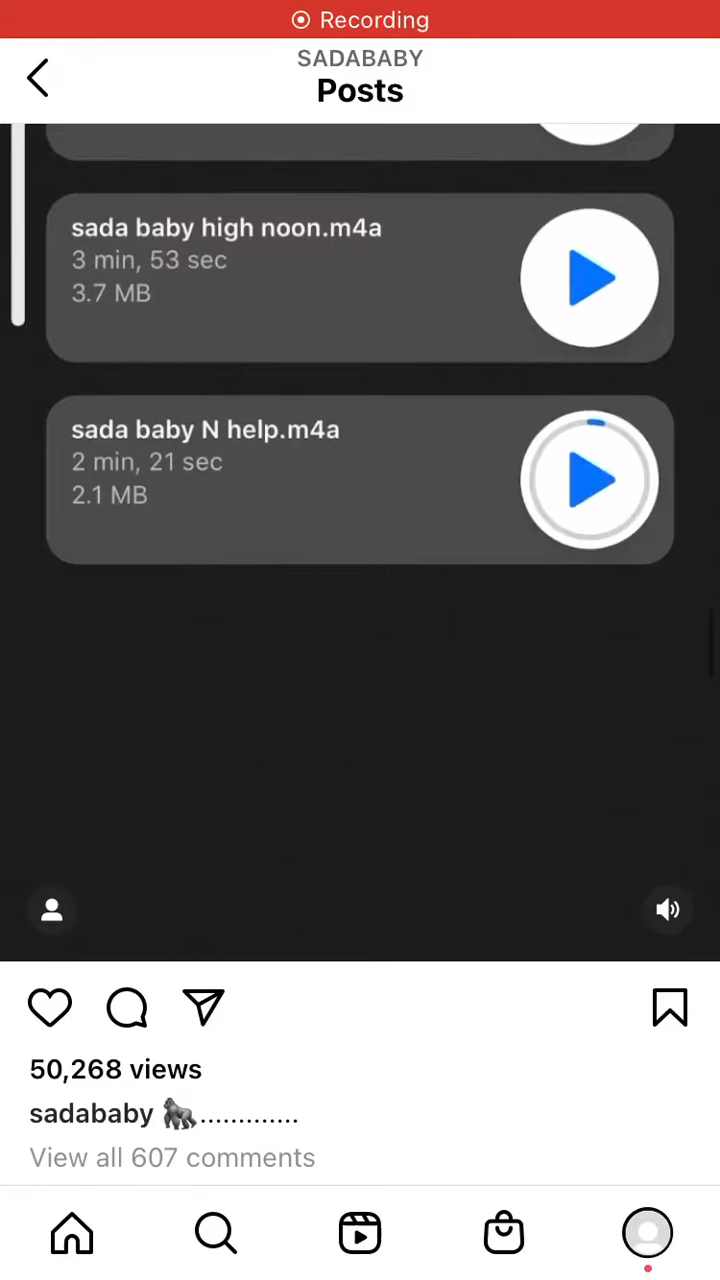 Recording
SADABABY
Posts
sada baby high noon.m4a
3 min, 53 sec
3.7 MB
sada baby N help.m4a
2 min, 21 sec
2.1 MB
50,268 views
sadababy 🦍.............
View all 607 comments